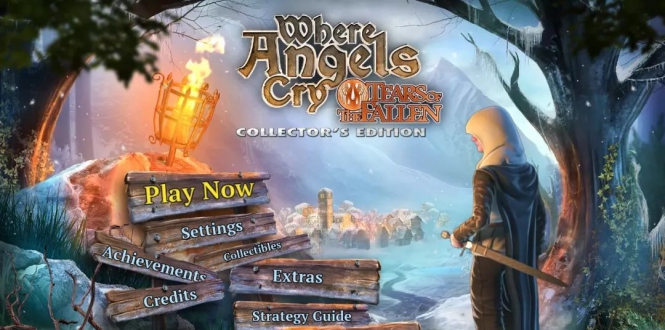 Where
Angels
Cry
TEARS OF
THE FALLEN
COLLECTOR'S EDITION
Play Now
Settings
Collectibles
Achievements
Extras
Credits
Strategy Guide